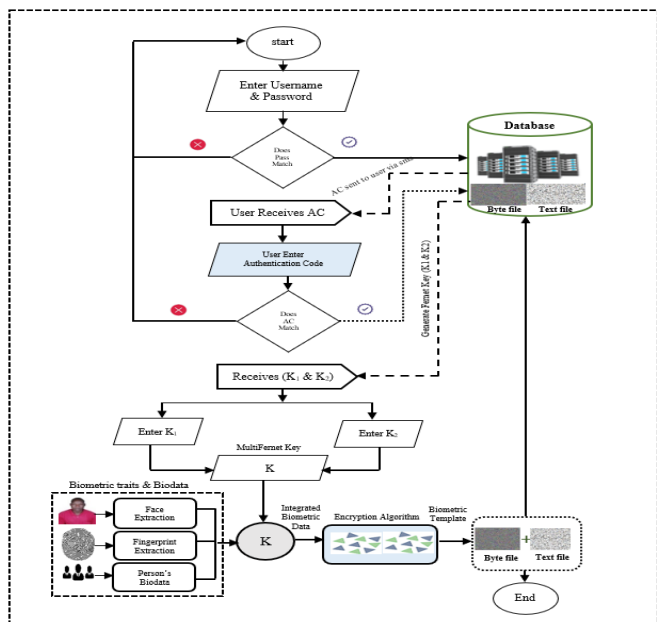 start
Enter Username
& Password
Database
Does
Pass
Match
AC sent to user via sms
Byte file Text file
User Receives AC
User Enter
Authentication Code
Does
AC
Match
Generate Fernet Key (K1 & K2)
Receives (K₁ & K₂)
Enter K₁
Enter K₂
MultiFernet Key
K
Biometric traits & Biodata
Face
Extraction
Fingerprint
Extraction
Person's
Biodata
K
Integrated
Biometric
Data
Encryption Algorithm
Biometric
Template
+
Byte file Text file
End